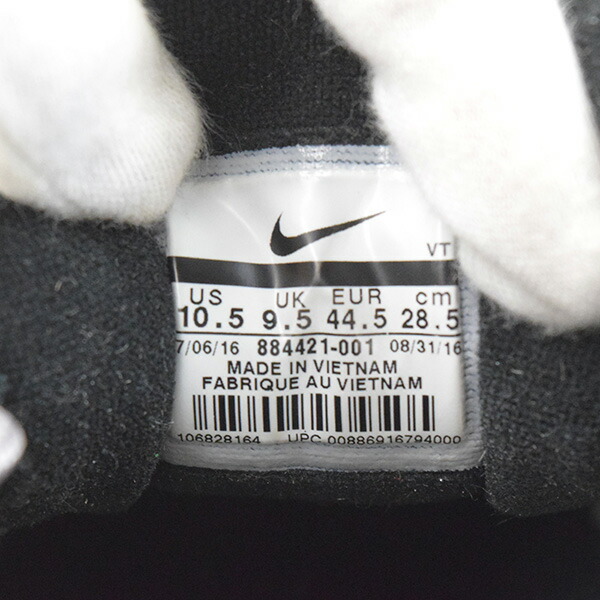 VT
US UK EUR cm
10.5 9.5 44.5 28.5
7/06/16 884421-001 08/31/16
MADE IN VIETNAM
FABRIQUE AU VIETNAM
106828164 UPC 00886916794000